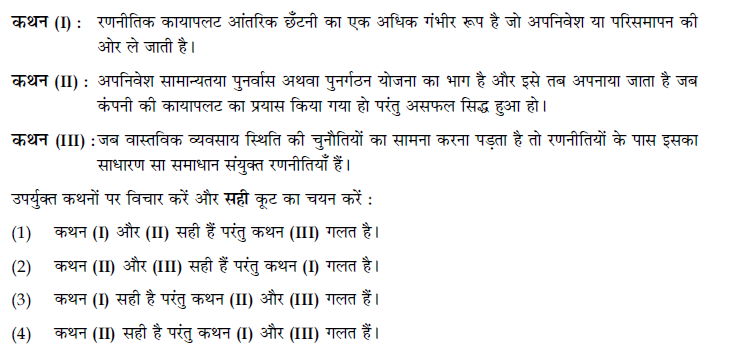 कथन (I) : रणनीतिक कायापलट आंतरिक छँटनी का एक अधिक गंभीर रूप है जो अपनिवेश या परिसमापन की
ओर ले जाती है।
कथन (II) : अपनिवेश सामान्यतया पुनर्वास अथवा पुनर्गठन योजना का भाग है और इसे तब अपनाया जाता है जब
कंपनी की कायापलट का प्रयास किया गया हो परंतु असफल सिद्ध हुआ हो।
कथन (III) : जब वास्तविक व्यवसाय स्थिति की चुनौतियों का सामना करना पड़ता है तो रणनीतियों के पास इसका
साधारण सा समाधान संयुक्त रणनीतियाँ हैं।
उपर्युक्त कथनों पर विचार करें और सही कूट का चयन करें :
(1) कथन (I) और (II) सही हैं परंतु कथन (III) गलत है।
(2) कथन (II) और (III) सही हैं परंतु कथन (I) गलत है।
(3) कथन (I) सही है परंतु कथन (II) और (III) गलत हैं।
(4) कथन (II) सही है परंतु कथन (I) और (III) गलत हैं।